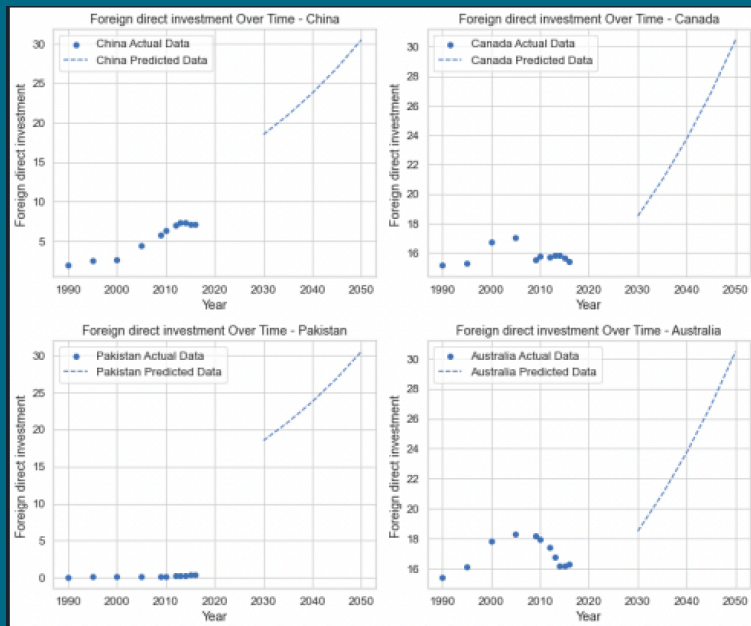 Foreign direct investment Over Time - China
China Actual Data
China Predicted Data
Foreign direct investment
30
25
20
15
10
5
1990 2000 2010 2020 2030 2040 2050
Year
Foreign direct investment Over Time - Canada
Canada Actual Data
Canada Predicted Data
Foreign direct investment
30
28
26
24
22
20
18
16
1990 2000 2010 2020 2030 2040 2050
Year
Foreign direct investment Over Time - Pakistan
Pakistan Actual Data
Pakistan Predicted Data
Foreign direct investment
30
25
20
15
10
5
0
1990 2000 2010 2020 2030 2040 2050
Year
Foreign direct investment Over Time - Australia
Australia Actual Data
Australia Predicted Data
Foreign direct investment
30
28
26
24
22
20
18
16
1990 2000 2010 2020 2030 2040 2050
Year